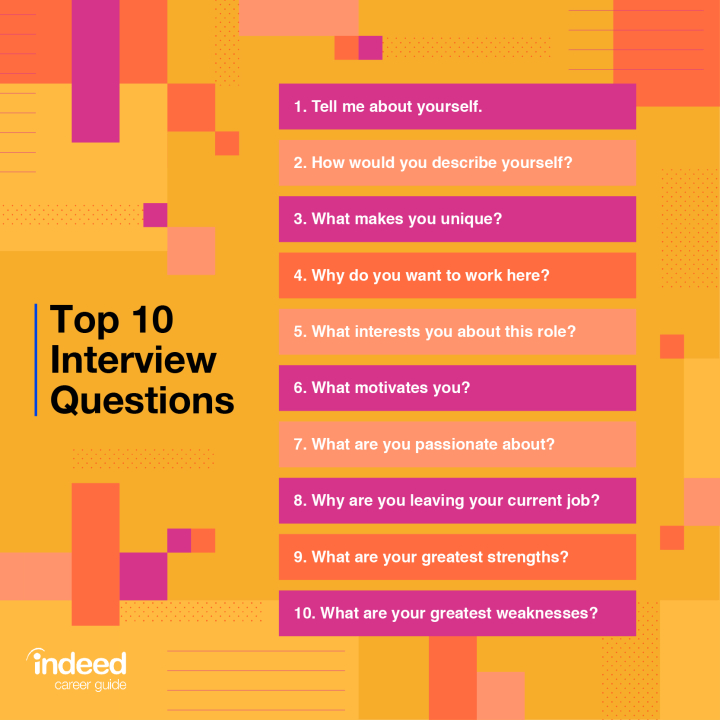 Top 10
Interview
Questions
1. Tell me about yourself.
2. How would you describe yourself?
3. What makes you unique?
4. Why do you want to work here?
5. What interests you about this role?
6. What motivates you?
7. What are you passionate about?
8. Why are you leaving your current job?
9. What are your greatest strengths?
10. What are your greatest weaknesses?
indeed
career guide